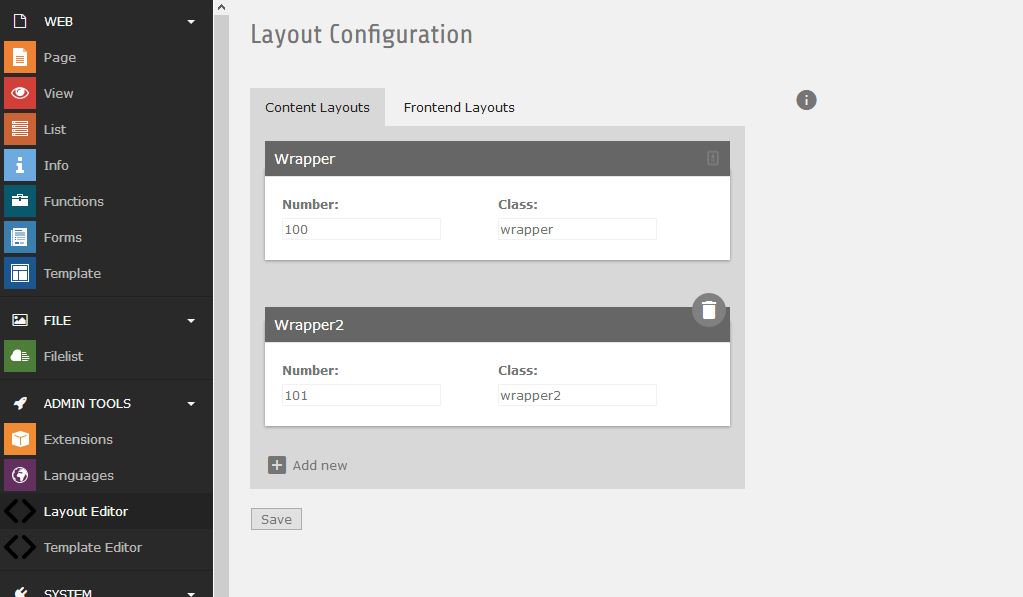 WEB
Page
View
List
Info
Functions
Forms
Template
FILE
Filelist
ADMIN TOOLS
Extensions
Languages
Layout Editor
Template Editor
SYSTEM
Layout Configuration
Content Layouts Frontend Layouts
Wrapper
Number: Class:
100 wrapper
Wrapper2
Number: Class:
101 wrapper2
Add new
Save